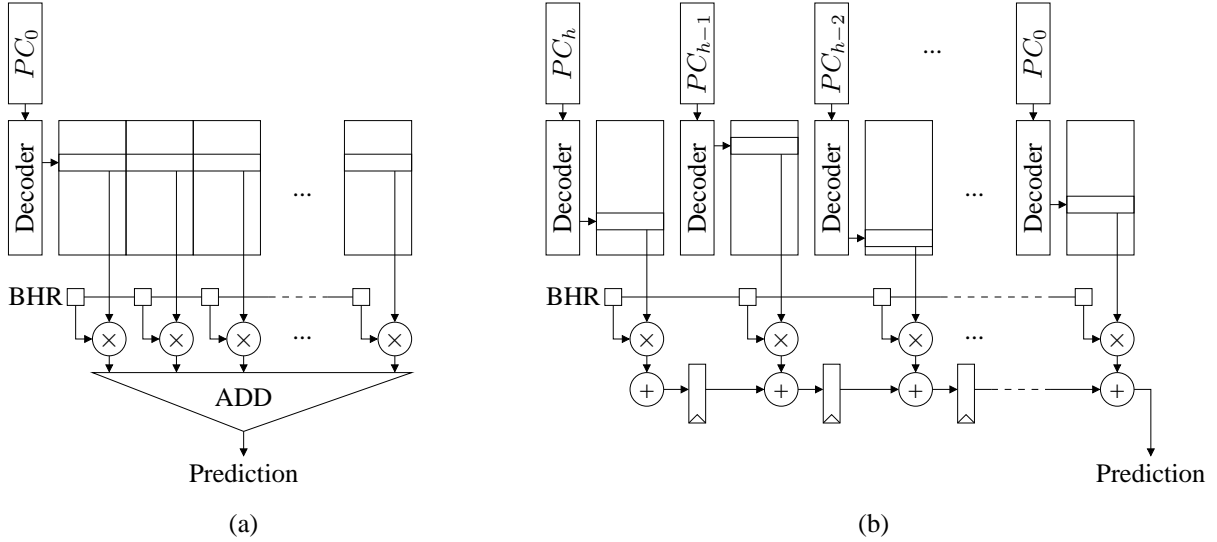 PC₀
Decoder
...
BHR
× × × ... ×
ADD
Prediction
(a)
PCₕ PCₕ₋₁ PCₕ₋₂ ... PC₀
Decoder Decoder Decoder ... Decoder
BHR
× × × ... ×
+ + + +
Prediction
(b)